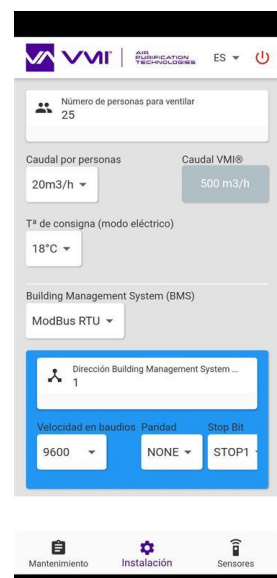 VMI® AIR PURIFICATION TECHNOLOGIES ES
Número de personas para ventilar
25
Caudal por personas Caudal VMI®
20m3/h 500 m3/h
Tª de consigna (modo eléctrico)
18°C
Building Management System (BMS)
ModBus RTU
Dirección Building Management System ...
1
Velocidad en baudios Paridad Stop Bit
9600 NONE STOP1
Mantenimiento Instalación Sensores